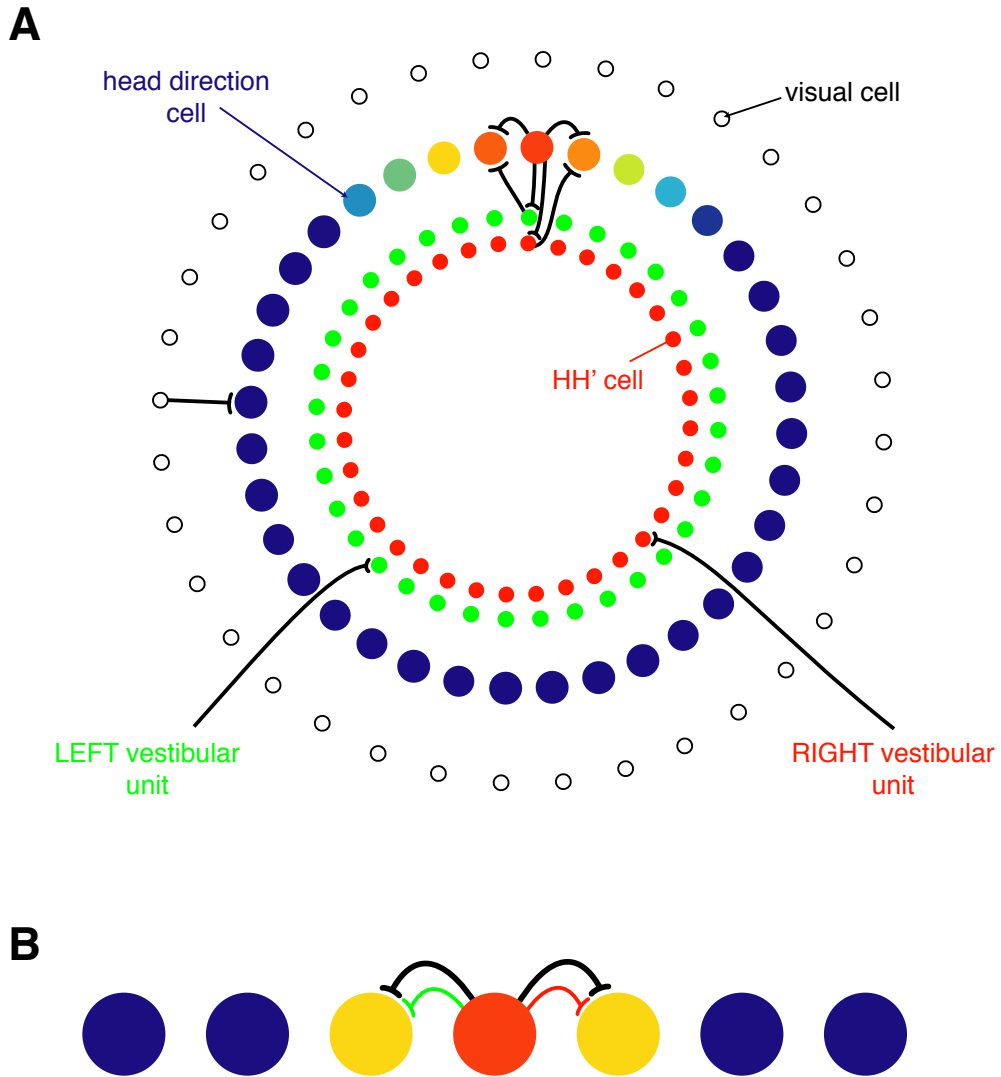 A
head direction
cell
visual cell
HH' cell
LEFT vestibular
unit
RIGHT vestibular
unit
B